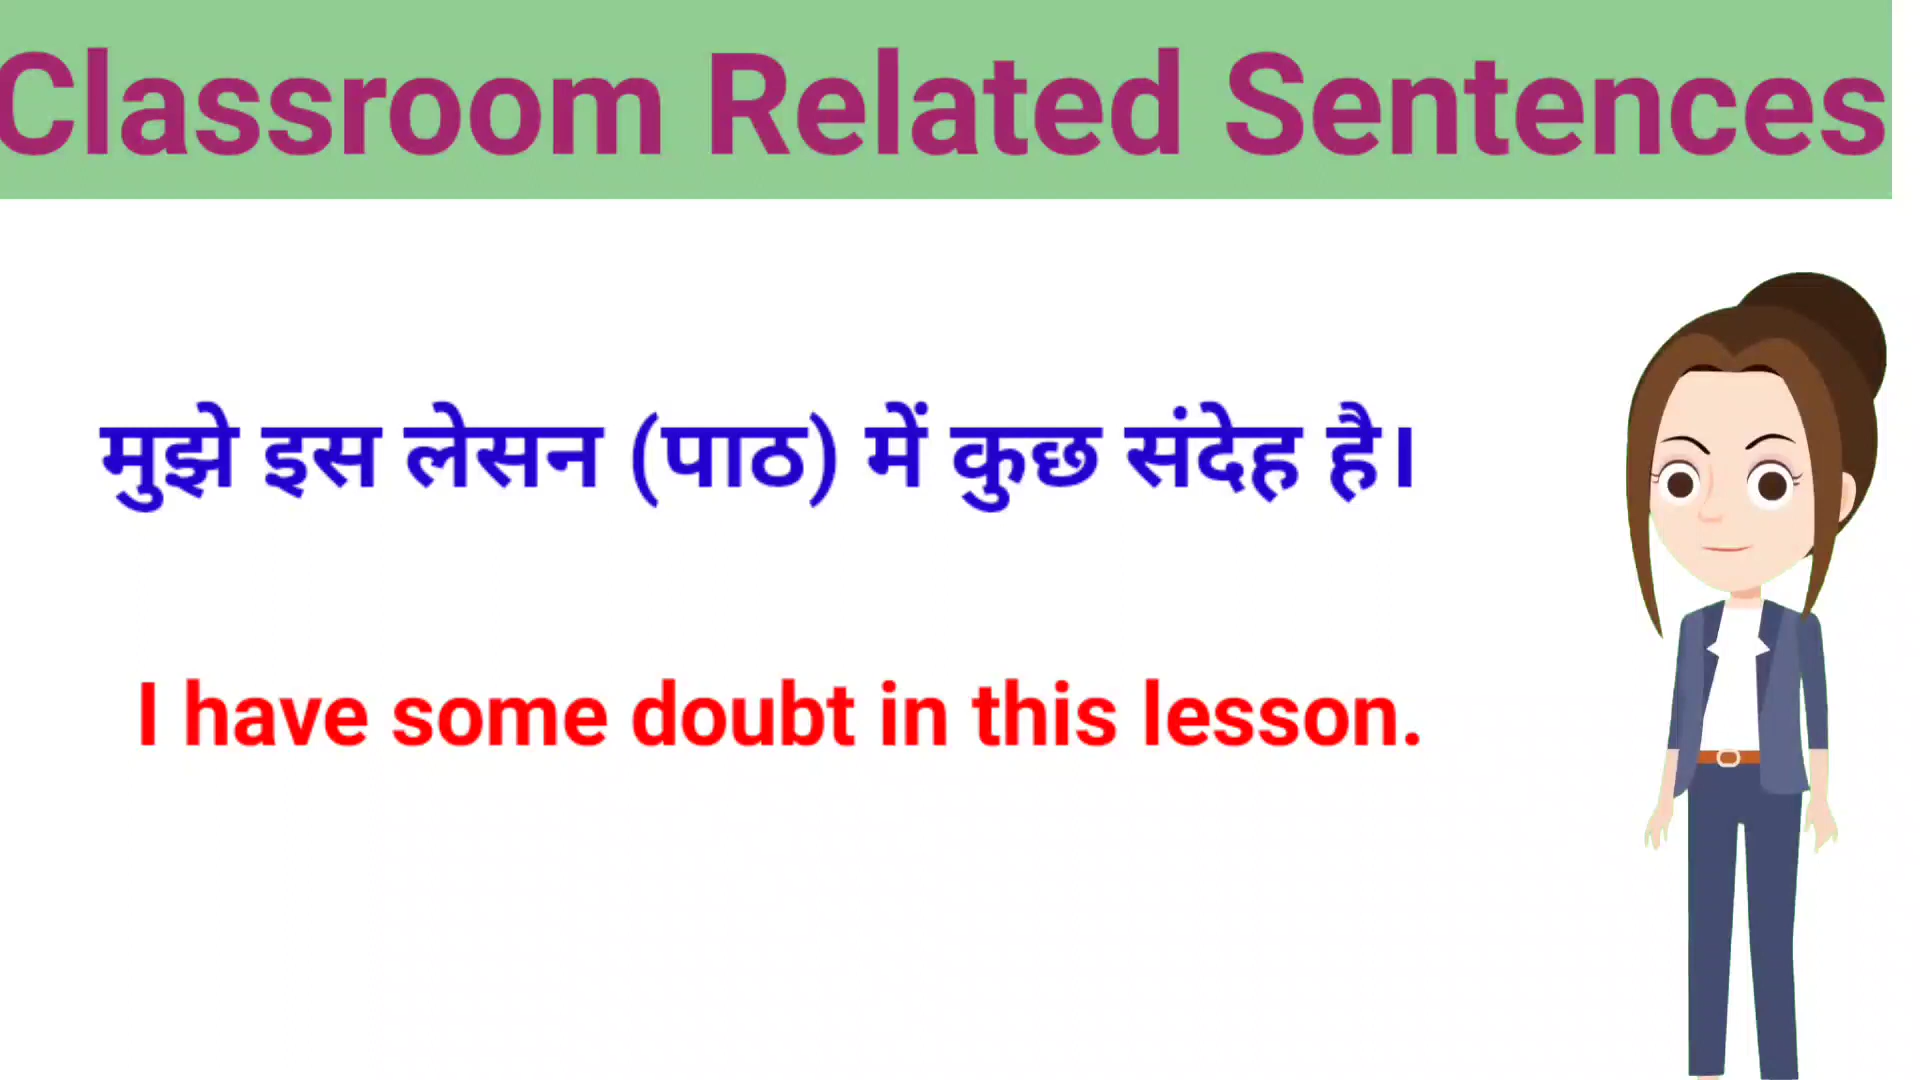 Classroom Related Sentences
मुझे इस लेसन (पाठ) में कुछ संदेह है।
I have some doubt in this lesson.